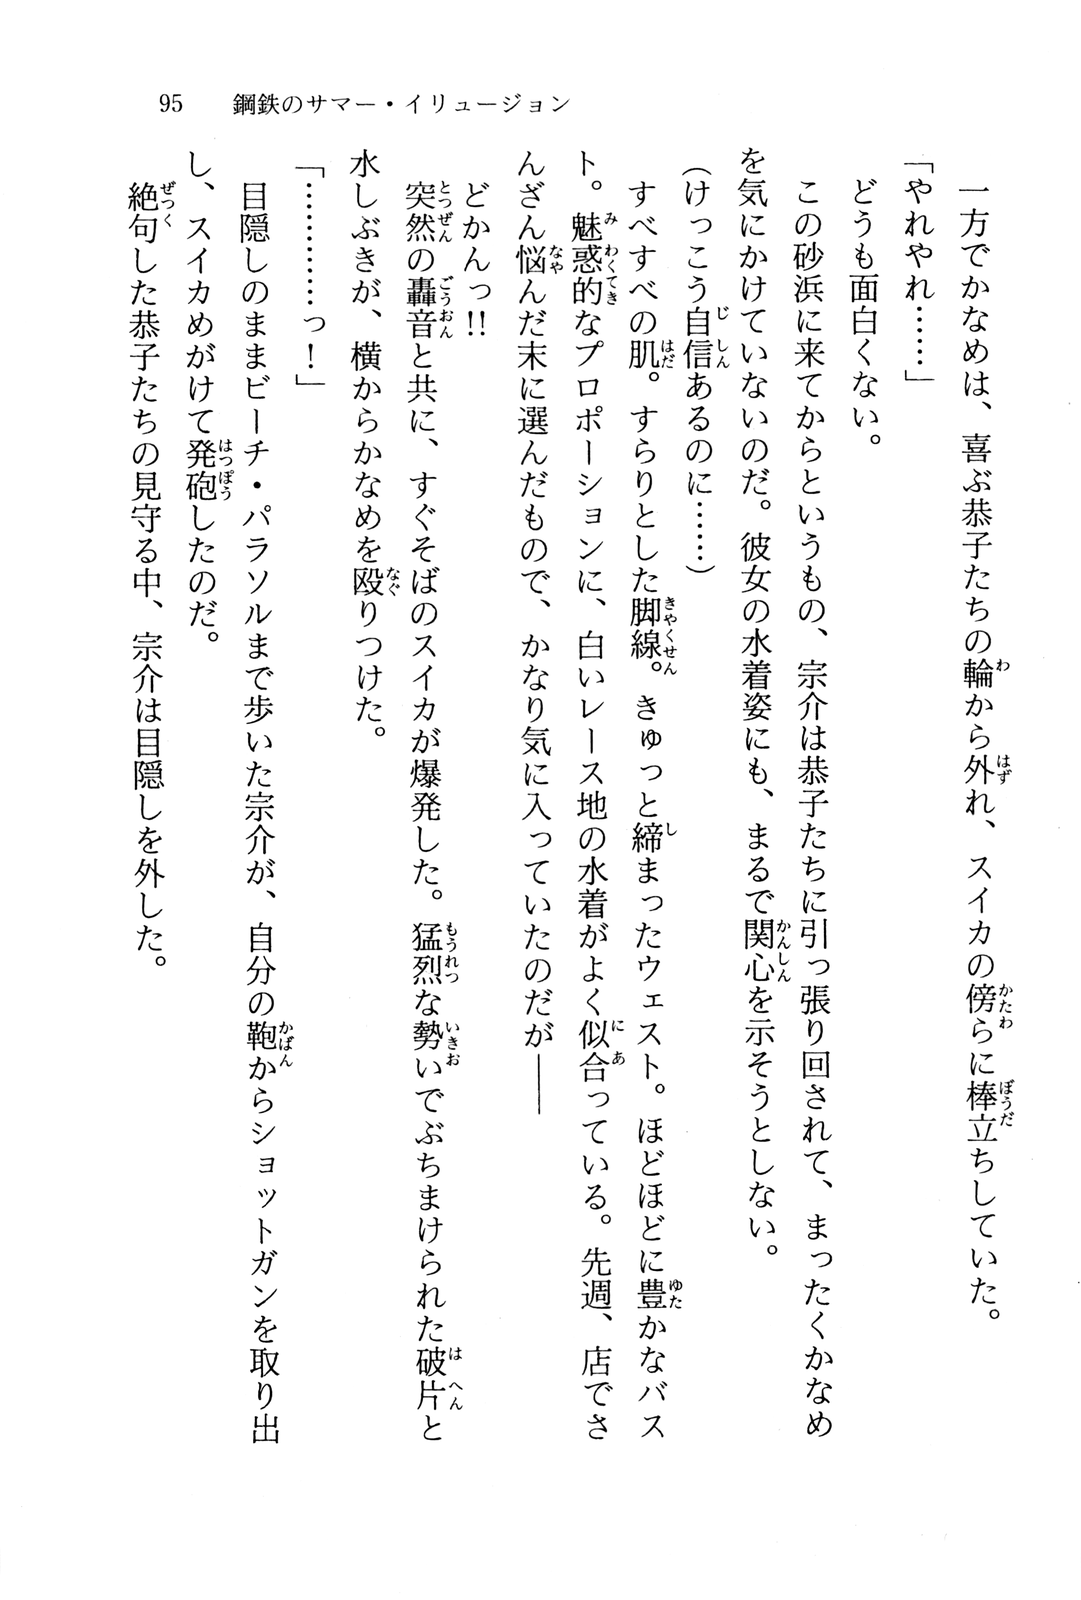 95　鋼鉄のサマー・イリュージョン
　一方でかなめは、喜ぶ恭子たちの輪から外れ、スイカの傍らに棒立ちしていた。
「やれやれ……」
　どうも面白くない。
　この砂浜に来てからというもの、宗介は恭子たちに引っ張り回されて、まったくかなめ
を気にかけていないのだ。彼女の水着姿にも、まるで関心を示そうとしない。
（けっこう自信あるのに……）
　すべすべの肌。すらりとした脚線。きゅっと締まったウェスト。ほどほどに豊かなバス
ト。魅惑的なプロポーションに、白いレース地の水着がよく似合っている。先週、店でさ
んざん悩んだ末に選んだもので、かなり気に入っていたのだが――
　どかんっ!!
　突然の轟音と共に、すぐそばのスイカが爆発した。猛烈な勢いでぶちまけられた破片と
水しぶきが、横からかなめを殴りつけた。
「…………っ！」
　目隠しのままビーチ・パラソルまで歩いた宗介が、自分の鞄からショットガンを取り出
し、スイカめがけて発砲したのだ。
　絶句した恭子たちの見守る中、宗介は目隠しを外した。